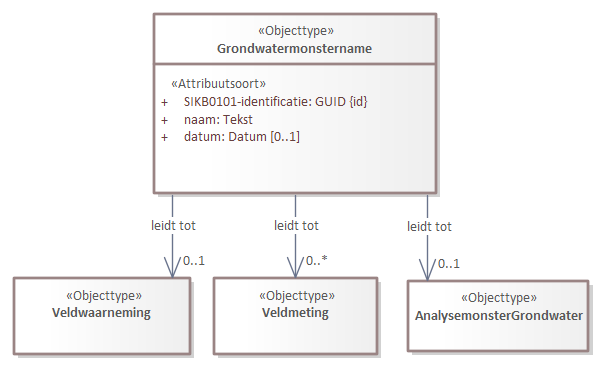 «Objecttype»
Grondwatermonstername
«Attribuutsoort»
+ SIKB0101-identificatie: GUID {id}
+ naam: Tekst
+ datum: Datum [0..1]
leidt tot leidt tot leidt tot
0..1 0..* 0..1
«Objecttype» «Objecttype» «Objecttype»
Veldwaarneming Veldmeting AnalysemonsterGrondwater